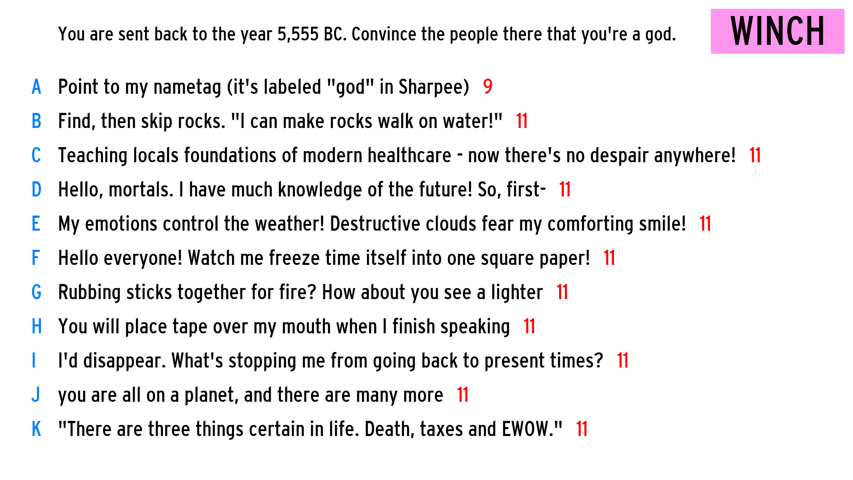 You are sent back to the year 5,555 BC. Convince the people there that you're a god.
WINCH
A Point to my nametag (it's labeled "god" in Sharpee) 9
B Find, then skip rocks. "I can make rocks walk on water!" 11
C Teaching locals foundations of modern healthcare - now there's no despair anywhere! 11
D Hello, mortals. I have much knowledge of the future! So, first- 11
E My emotions control the weather! Destructive clouds fear my comforting smile! 11
F Hello everyone! Watch me freeze time itself into one square paper! 11
G Rubbing sticks together for fire? How about you see a lighter 11
H You will place tape over my mouth when I finish speaking 11
I I'd disappear. What's stopping me from going back to present times? 11
J you are all on a planet, and there are many more 11
K "There are three things certain in life. Death, taxes and EWOW." 11